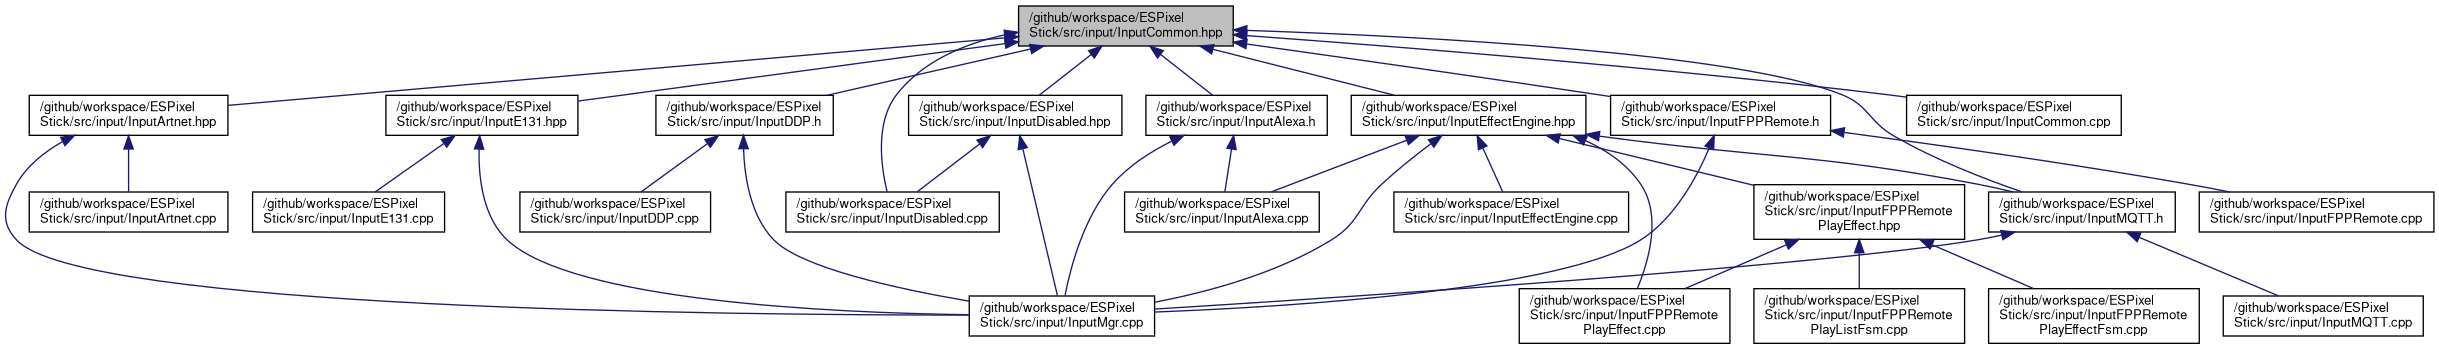 /github/workspace/ESPixel
Stick/src/input/InputCommon.hpp
/github/workspace/ESPixel
Stick/src/input/InputArtnet.hpp
/github/workspace/ESPixel
Stick/src/input/InputE131.hpp
/github/workspace/ESPixel
Stick/src/input/InputDDP.h
/github/workspace/ESPixel
Stick/src/input/InputDisabled.hpp
/github/workspace/ESPixel
Stick/src/input/InputAlexa.h
/github/workspace/ESPixel
Stick/src/input/InputEffectEngine.hpp
/github/workspace/ESPixel
Stick/src/input/InputFPPRemote.h
/github/workspace/ESPixel
Stick/src/input/InputCommon.cpp
/github/workspace/ESPixel
Stick/src/input/InputArtnet.cpp
/github/workspace/ESPixel
Stick/src/input/InputE131.cpp
/github/workspace/ESPixel
Stick/src/input/InputDDP.cpp
/github/workspace/ESPixel
Stick/src/input/InputDisabled.cpp
/github/workspace/ESPixel
Stick/src/input/InputAlexa.cpp
/github/workspace/ESPixel
Stick/src/input/InputEffectEngine.cpp
/github/workspace/ESPixel
Stick/src/input/InputFPPRemote
PlayEffect.hpp
/github/workspace/ESPixel
Stick/src/input/InputMQTT.h
/github/workspace/ESPixel
Stick/src/input/InputFPPRemote.cpp
/github/workspace/ESPixel
Stick/src/input/InputMgr.cpp
/github/workspace/ESPixel
Stick/src/input/InputFPPRemote
PlayEffect.cpp
/github/workspace/ESPixel
Stick/src/input/InputFPPRemote
PlayListFsm.cpp
/github/workspace/ESPixel
Stick/src/input/InputFPPRemote
PlayEffectFsm.cpp
/github/workspace/ESPixel
Stick/src/input/InputMQTT.cpp